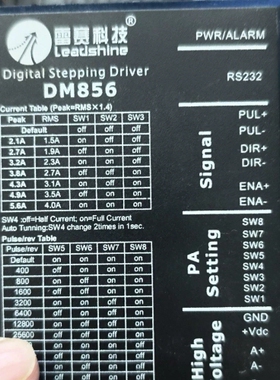 雷赛科技®
Leadshine
Digital Stepping Driver
DM856
Current Table (Peak=RMS×1.4)
Peak RMS SW1 SW2 SW3
Default off off off
2.1A 1.5A on off off
2.7A 1.9A off on off
3.2A 2.3A on on off
3.8A off off on
4.3A on off on
4.9A 3.5A off on on
5.6A 4.0A on on on
SW4 :off=Half Current; on=Full Current
Auto Tunning:SW4 change 2times in 1sec.
Pulse/rev Table
Pulse/rev SW5 SW6 SW7 SW8
Default on on on on
400 off on on on
800 on off on on
1600 off off on on
3200 on on off on
6400 off on off on
12800 on off off on
25600 off off off on
PWR/ALARM
RS232
Signal
PUL+
PUL-
DIR+
DIR-
ENA+
ENA-
PA Setting
SW8
SW7
SW6
SW5
SW4
SW3
SW2
SW1
High
GND
+Vdc
A+
A-